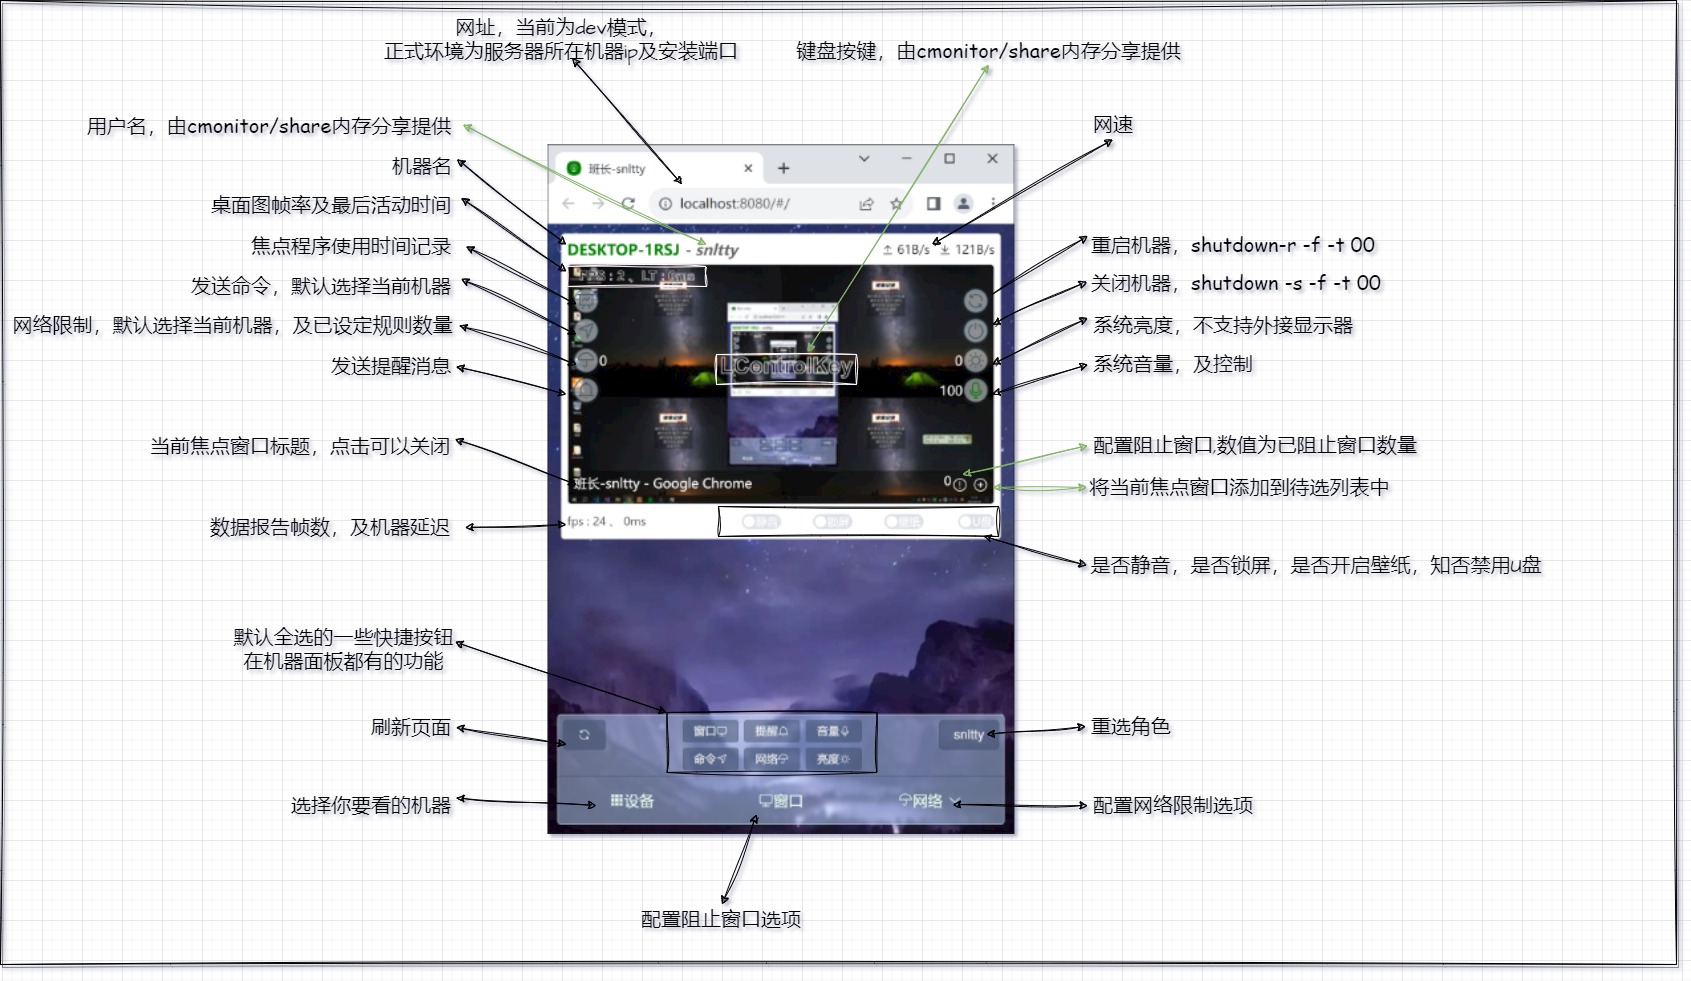 网址，当前为dev模式，
正式环境为服务器所在机器ip及安装端口
键盘按键，由cmonitor/share内存分享提供
用户名，由cmonitor/share内存分享提供
网速
机器名
桌面图帧率及最后活动时间
焦点程序使用时间记录
发送命令，默认选择当前机器
网络限制，默认选择当前机器，及已设定规则数量
发送提醒消息
当前焦点窗口标题，点击可以关闭
数据报告帧数，及机器延迟
默认全选的一些快捷按钮
在机器面板都有的功能
刷新页面
选择你要看的机器
班长-snltty
localhost:8080/#/
DESKTOP-1RSJ - snltty
61B/s
121B/s
FPS:2、LT:
0
0
LControlKey
100
班长-snltty - Google Chrome
0
fps : 24 、 0ms
静音
锁屏
壁纸
U盘
窗口
提醒
音量
snltty
命令
网络
亮度
设备
窗口
网络
重启机器，shutdown-r -f -t 00
关闭机器，shutdown -s -f -t 00
系统亮度，不支持外接显示器
系统音量，及控制
配置阻止窗口,数值为已阻止窗口数量
将当前焦点窗口添加到待选列表中
是否静音，是否锁屏，是否开启壁纸，知否禁用u盘
重选角色
配置网络限制选项
配置阻止窗口选项